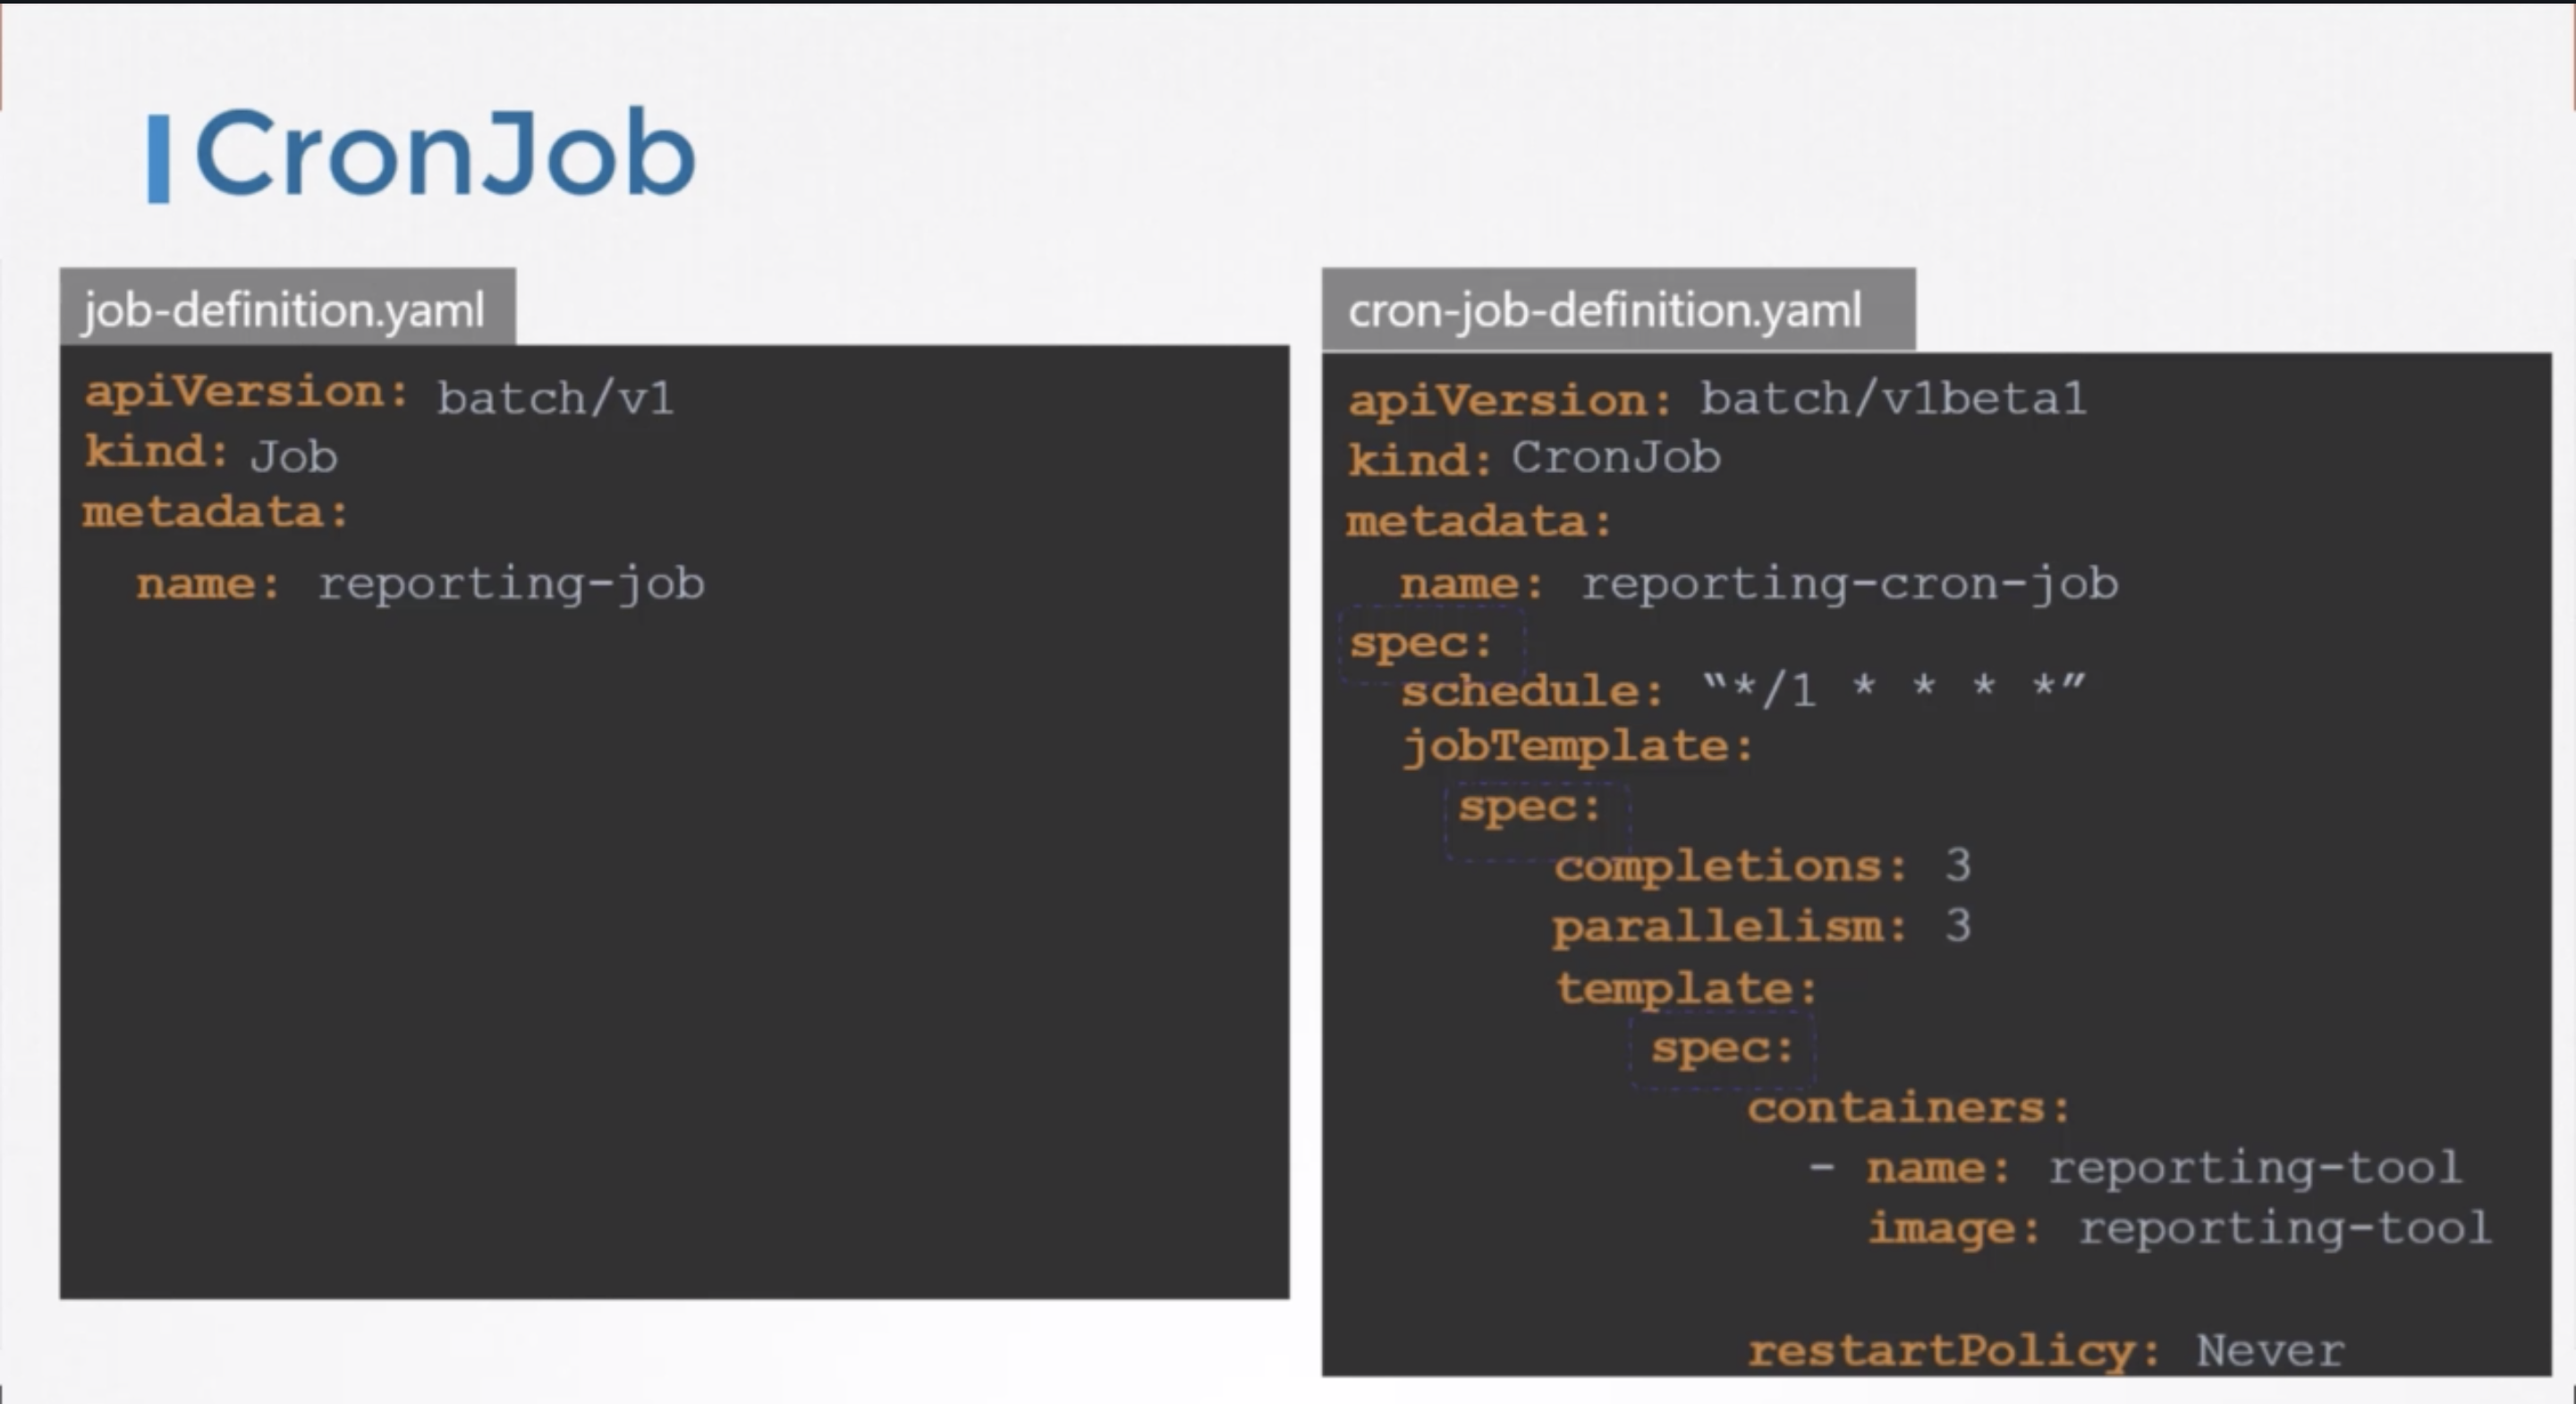 CronJob
job-definition.yaml
apiVersion: batch/v1
kind: Job
metadata:
name: reporting-job
cron-job-definition.yaml
apiVersion: batch/v1beta1
kind: CronJob
metadata:
name: reporting-cron-job
spec:
schedule: “*/1 * * * *”
jobTemplate:
spec:
completions: 3
parallelism: 3
template:
spec:
containers:
- name: reporting-tool
image: reporting-tool
restartPolicy: Never